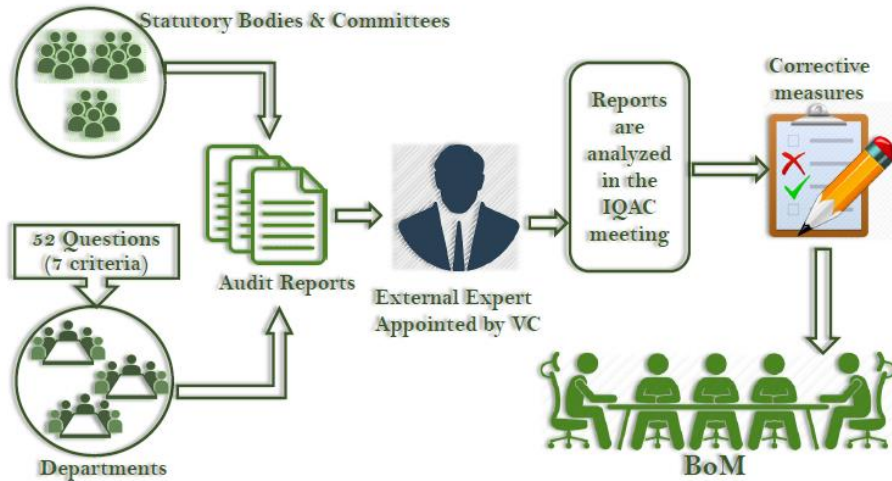 Statutory Bodies & Committees
52 Questions
(7 criteria)
Departments
Audit Reports
External Expert
Appointed by VC
Reports
are
analyzed
in the
IQAC
meeting
Corrective
measures
BoM